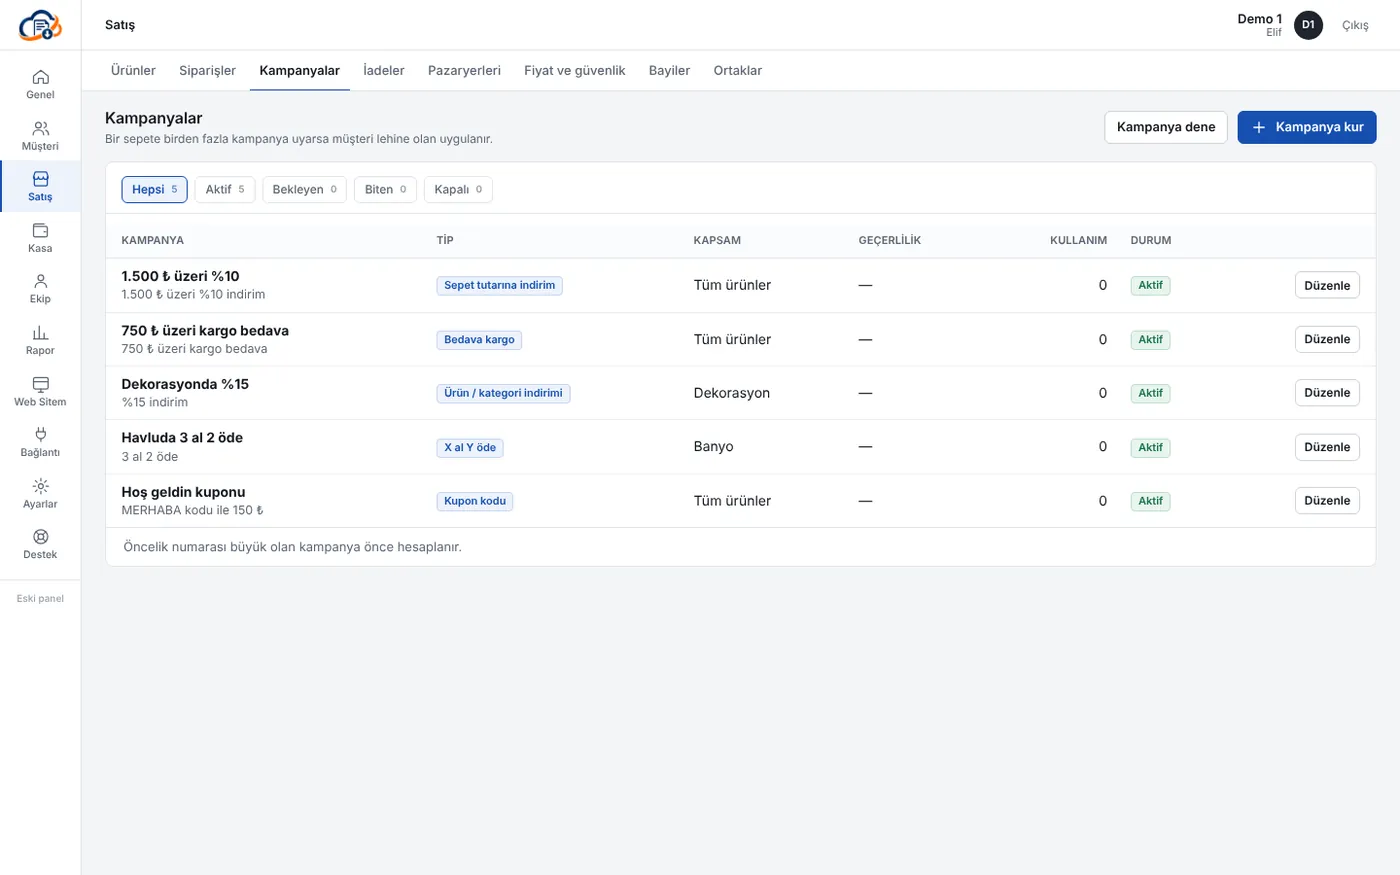 Satış
Demo 1
Elif
D1
Çıkış
Genel
Müşteri
Satış
Kasa
Ekip
Rapor
Web Sitem
Bağlantı
Ayarlar
Destek
Eski panel
Ürünler Siparişler Kampanyalar İadeler Pazaryerleri Fiyat ve güvenlik Bayiler Ortaklar
Kampanyalar
Bir sepete birden fazla kampanya uyarsa müşteri lehine olan uygulanır.
Kampanya dene
+ Kampanya kur
Hepsi 5 Aktif 5 Bekleyen 0 Biten 0 Kapalı 0
KAMPANYA TİP KAPSAM GEÇERLİLİK KULLANIM DURUM
1.500 ₺ üzeri %10
1.500 ₺ üzeri %10 indirim
Sepet tutarına indirim Tüm ürünler — 0 Aktif Düzenle
750 ₺ üzeri kargo bedava
750 ₺ üzeri kargo bedava
Bedava kargo Tüm ürünler — 0 Aktif Düzenle
Dekorasyonda %15
%15 indirim
Ürün / kategori indirimi Dekorasyon — 0 Aktif Düzenle
Havluda 3 al 2 öde
3 al 2 öde
X al Y öde Banyo — 0 Aktif Düzenle
Hoş geldin kuponu
MERHABA kodu ile 150 ₺
Kupon kodu Tüm ürünler — 0 Aktif Düzenle
Öncelik numarası büyük olan kampanya önce hesaplanır.